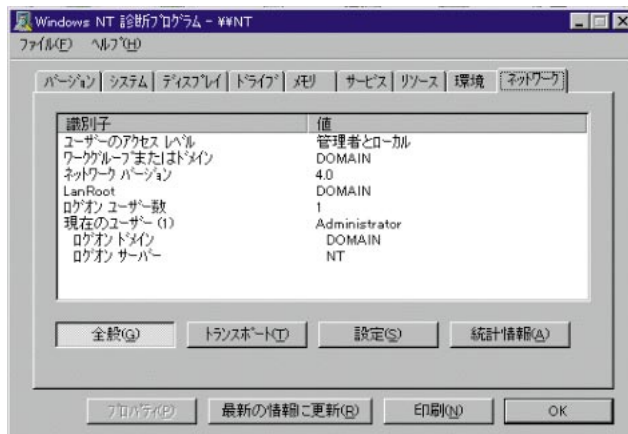 Windows NT 診断プログラム - ¥¥NT
ファイル(F) ヘルプ(H)
バージョン システム ディスプレイ ドライブ メモリ サービス リソース 環境 ネットワーク
識別子 値
ユーザーのアクセス レベル 管理者とローカル
ワークグループまたはドメイン DOMAIN
ネットワーク バージョン 4.0
LanRoot DOMAIN
ログオン ユーザー数 1
現在のユーザー (1) Administrator
ログオン ドメイン DOMAIN
ログオン サーバー NT
全般(G) トランスポート(T) 設定(S) 統計情報(A)
プロパティ(P) 最新の情報に更新(R) 印刷(N) OK